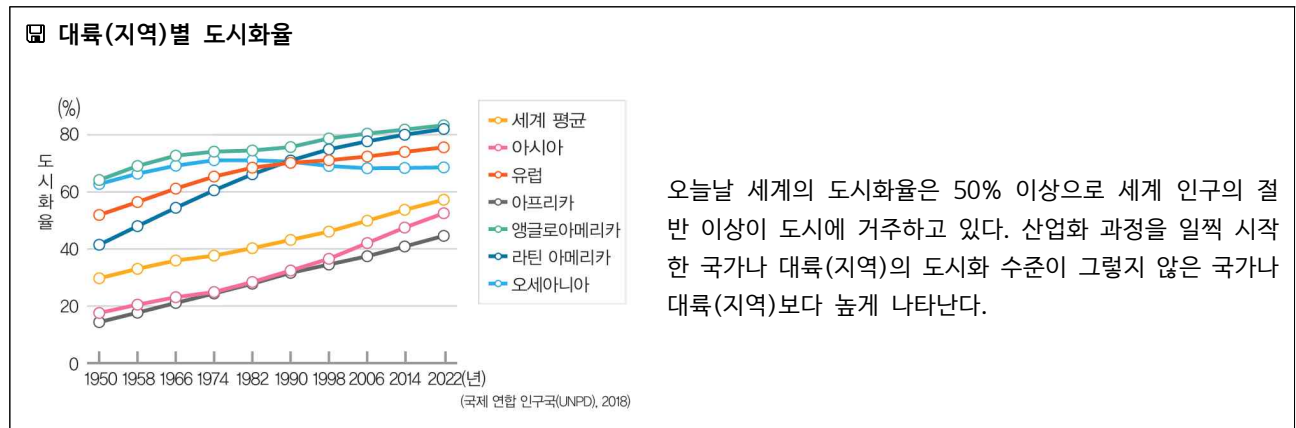 🖫 대륙(지역)별 도시화율
(%)
80
60
40
20
0
도시화율
1950 1958 1966 1974 1982 1990 1998 2006 2014 2022(년)
(국제 연합 인구국(UNPD), 2018)
세계 평균
아시아
유럽
아프리카
앵글로아메리카
라틴 아메리카
오세아니아
오늘날 세계의 도시화율은 50% 이상으로 세계 인구의 절
반 이상이 도시에 거주하고 있다. 산업화 과정을 일찍 시작
한 국가나 대륙(지역)의 도시화 수준이 그렇지 않은 국가나
대륙(지역)보다 높게 나타난다.